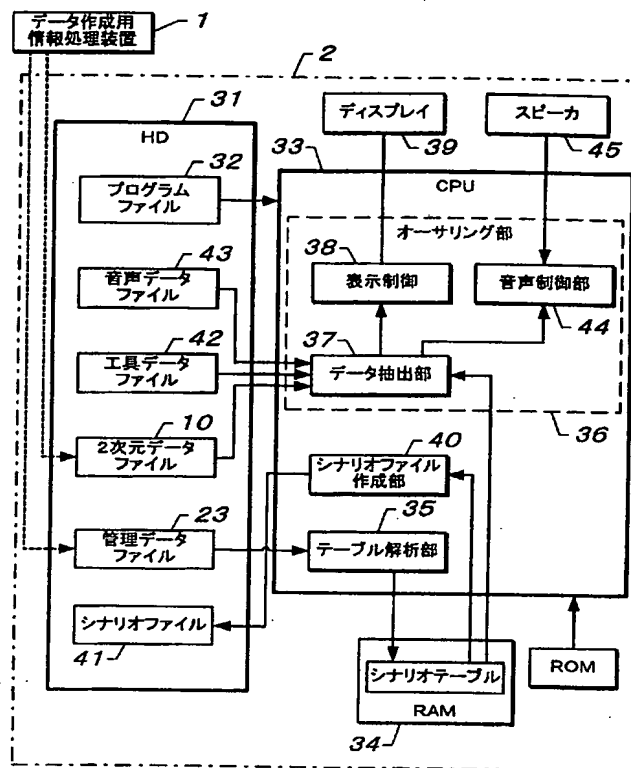 データ作成用
情報処理装置
1
2
31
HD
32
プログラム
ファイル
43
音声データ
ファイル
42
工具データ
ファイル
10
2次元データ
ファイル
23
管理データ
ファイル
シナリオファイル
41
ディスプレイ
39
スピーカ
45
33
CPU
オーサリング部
38
表示制御
音声制御部
44
37
データ抽出部
36
40
シナリオファイル
作成部
35
テーブル解析部
シナリオテーブル
RAM
34
ROM